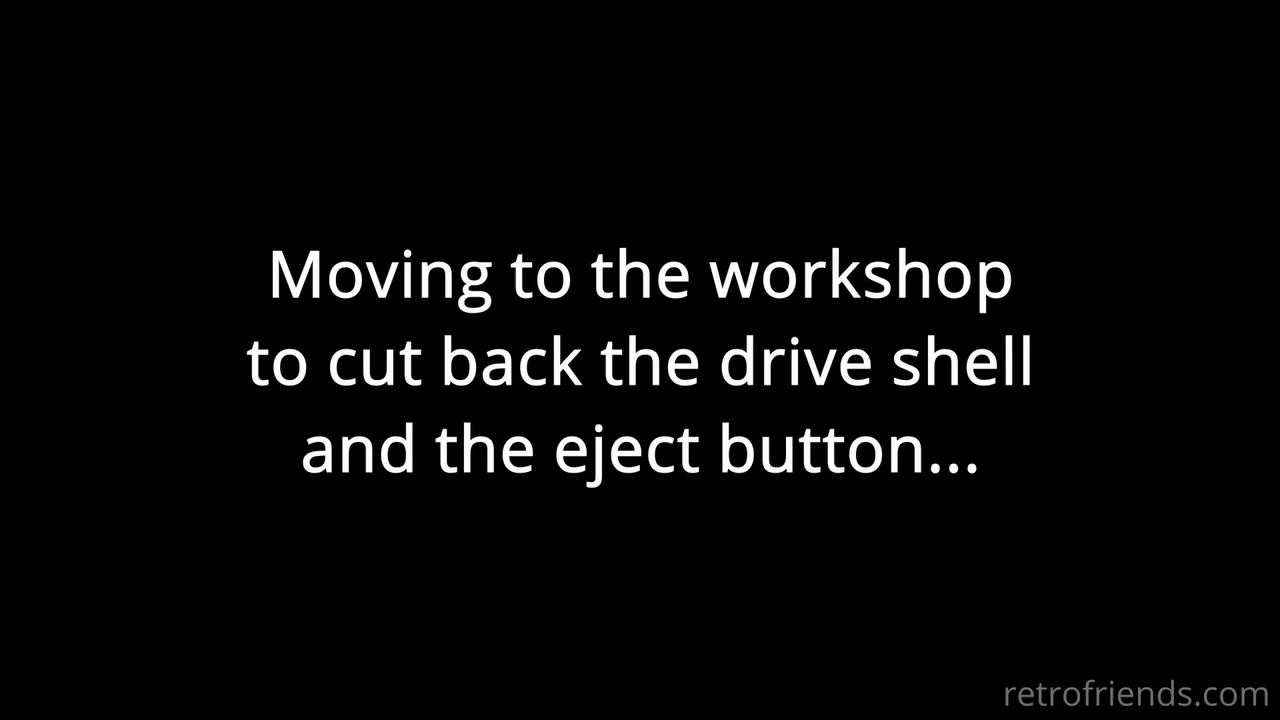 Moving to the workshop
to cut back the drive shell
and the eject button...
retrofriends.com